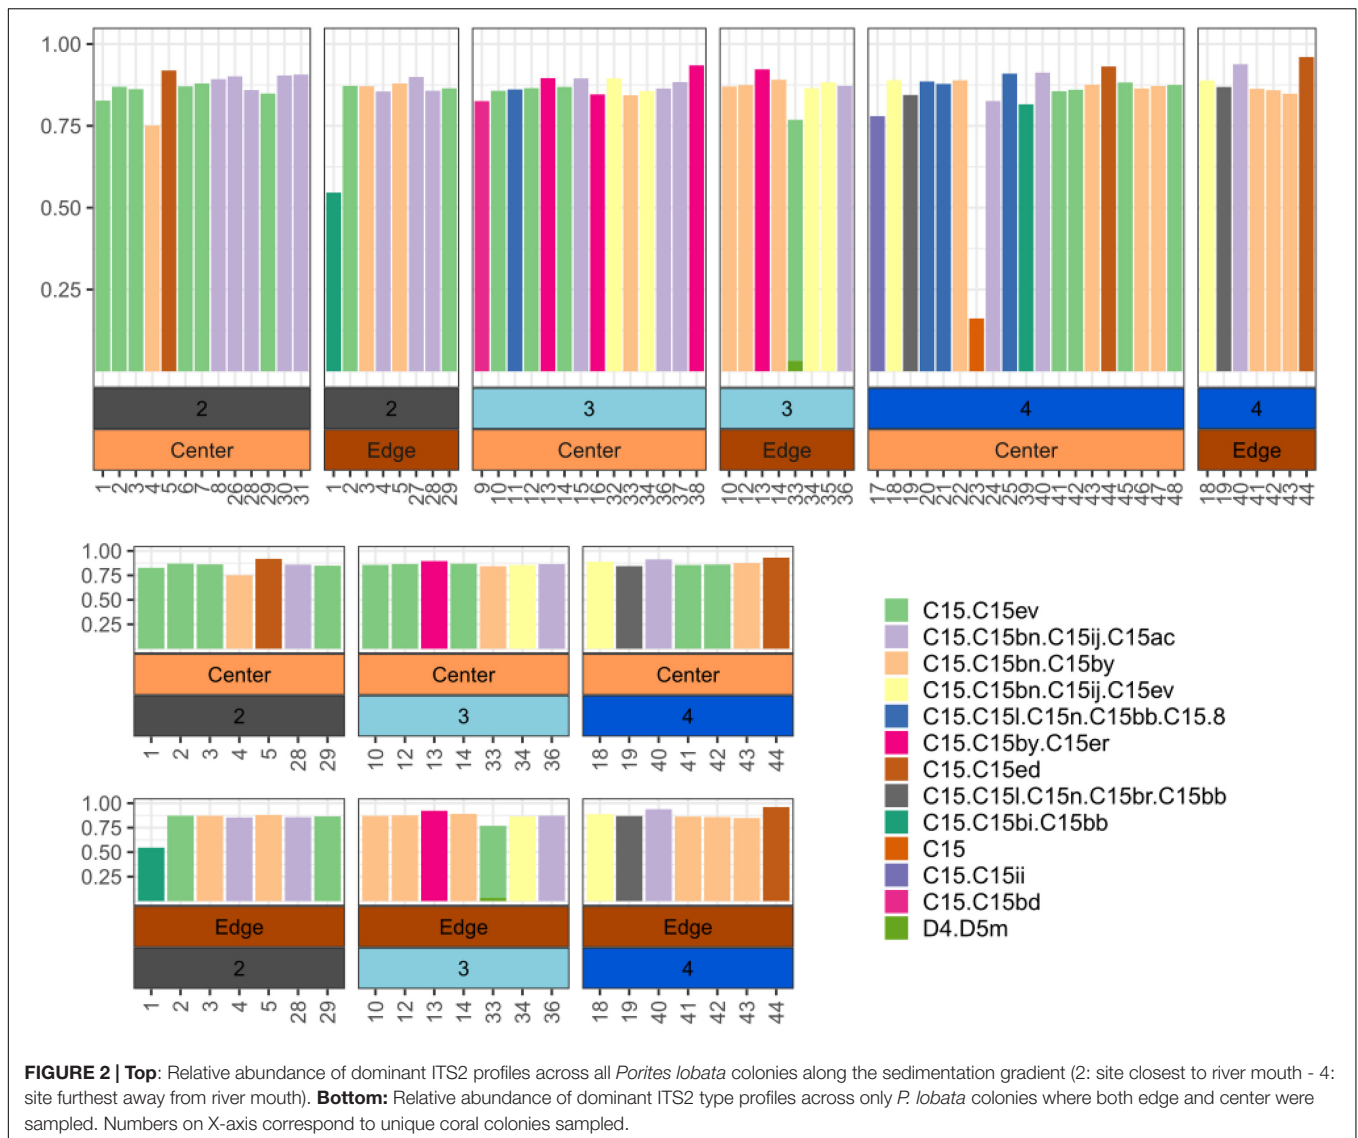 1.00
0.75
0.50
0.25
2 2 3 3 4 4
Center Edge Center Edge Center Edge
1 2 3 4 5 6 7 8 26 28 29 30 31 1 2 3 4 5 27 28 29 9 10 11 12 13 14 15 16 32 33 34 36 37 38 10 12 13 14 33 34 35 36 17 18 19 20 21 22 23 24 25 39 40 41 42 43 44 45 46 47 48 18 19 40 41 42 43 44
1.00
0.75
0.50
0.25
Center Center Center
2 3 4
1 2 3 4 5 28 29 10 12 13 14 33 34 36 18 19 40 41 42 43 44
1.00
0.75
0.50
0.25
Edge Edge Edge
2 3 4
1 2 3 4 5 28 29 10 12 13 14 33 34 36 18 19 40 41 42 43 44
C15.C15ev
C15.C15bn.C15ij.C15ac
C15.C15bn.C15by
C15.C15bn.C15ij.C15ev
C15.C15l.C15n.C15bb.C15.8
C15.C15by.C15er
C15.C15ed
C15.C15l.C15n.C15br.C15bb
C15.C15bi.C15bb
C15
C15.C15ii
C15.C15bd
D4.D5m
FIGURE 2 | Top: Relative abundance of dominant ITS2 profiles across all Porites lobata colonies along the sedimentation gradient (2: site closest to river mouth - 4:
site furthest away from river mouth). Bottom: Relative abundance of dominant ITS2 type profiles across only P. lobata colonies where both edge and center were
sampled. Numbers on X-axis correspond to unique coral colonies sampled.